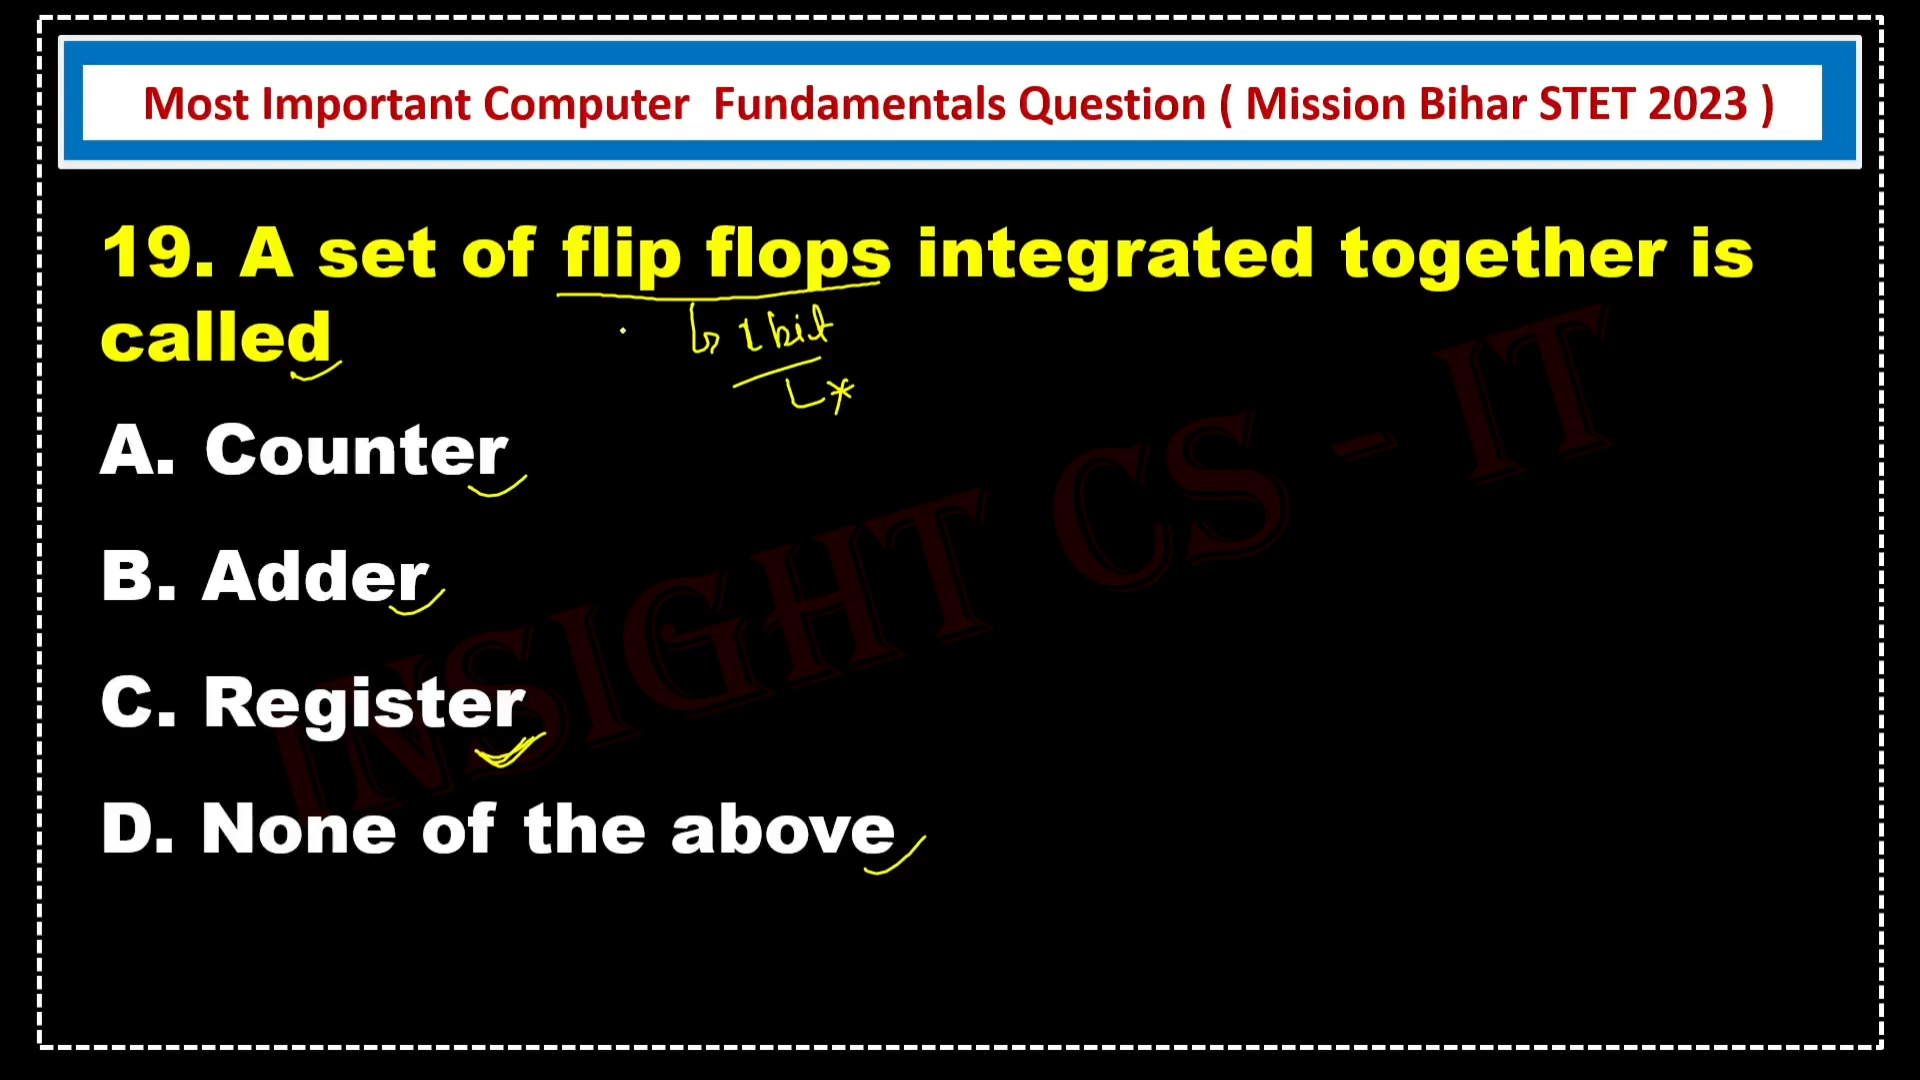 Most Important Computer Fundamentals Question ( Mission Bihar STET 2023 )
19. A set of flip flops integrated together is
called
1 bit
A. Counter
B. Adder
C. Register
D. None of the above
INSIGHT CS - IT